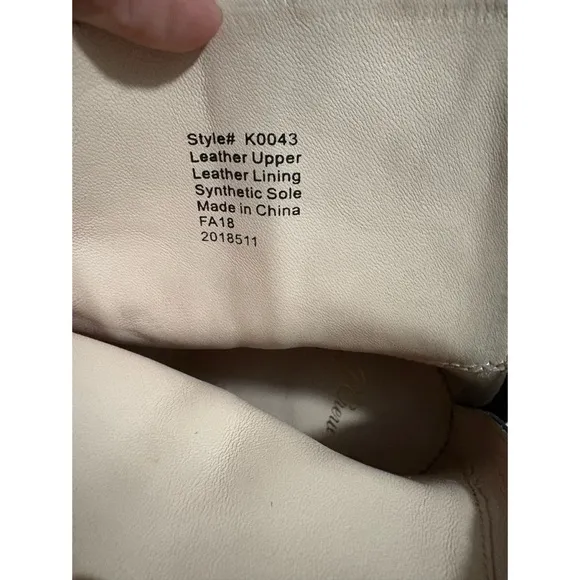 Style# K0043
Leather Upper
Leather Lining
Synthetic Sole
Made in China
FA18
2018511